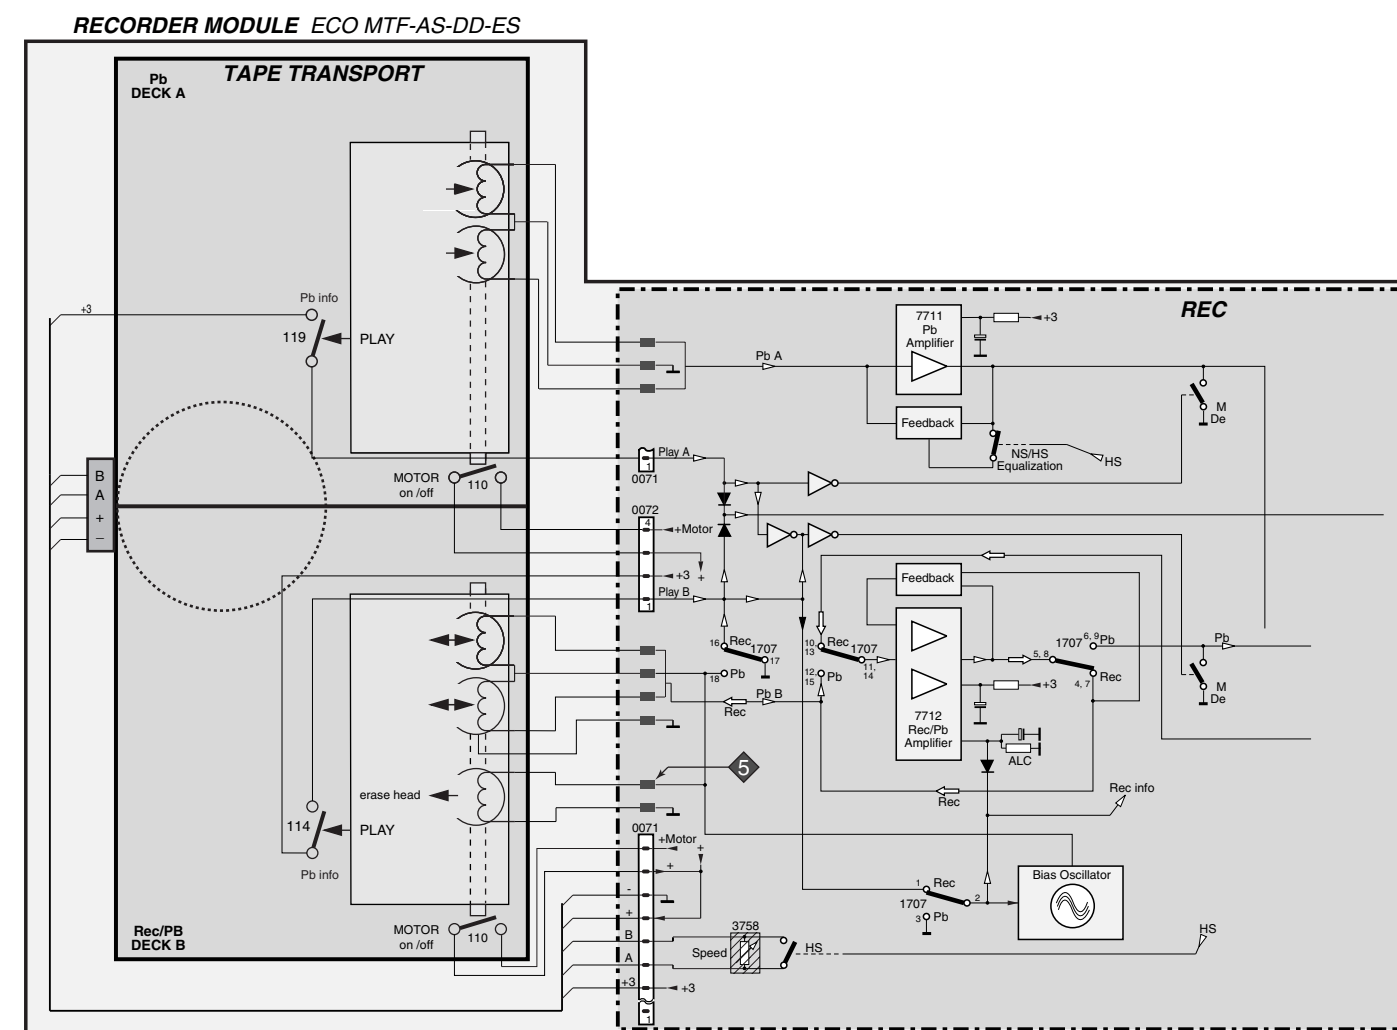 RECORDER MODULE ECO MTF-AS-DD-ES
TAPE TRANSPORT
Pb
DECK A
Pb info
+3
119
PLAY
MOTOR
on /off
110
B
A
+
–
erase head
114
PLAY
Pb info
Rec/PB
DECK B
MOTOR
on /off
110
REC
7711
Pb
Amplifier
+3
Pb A
Feedback
NS/HS
Equalization
HS
M
De
Play A
1
0071
0072
4
+Motor
+3
+
Play B
1
16
Rec
1707
17
18
Pb
10,
13
Rec
1707
11,
14
12,
15
Pb
Pb B
Rec
Feedback
7712
Rec/Pb
Amplifier
+3
5, 8
1707
6, 9
Pb
Rec
4, 7
Pb
M
De
ALC
Rec
Rec info
5
0071
+Motor
+
+
-
+
B
A
+3
+3
1
3758
Speed
HS
1
Rec
1707
2
3
Pb
Bias Oscillator
HS